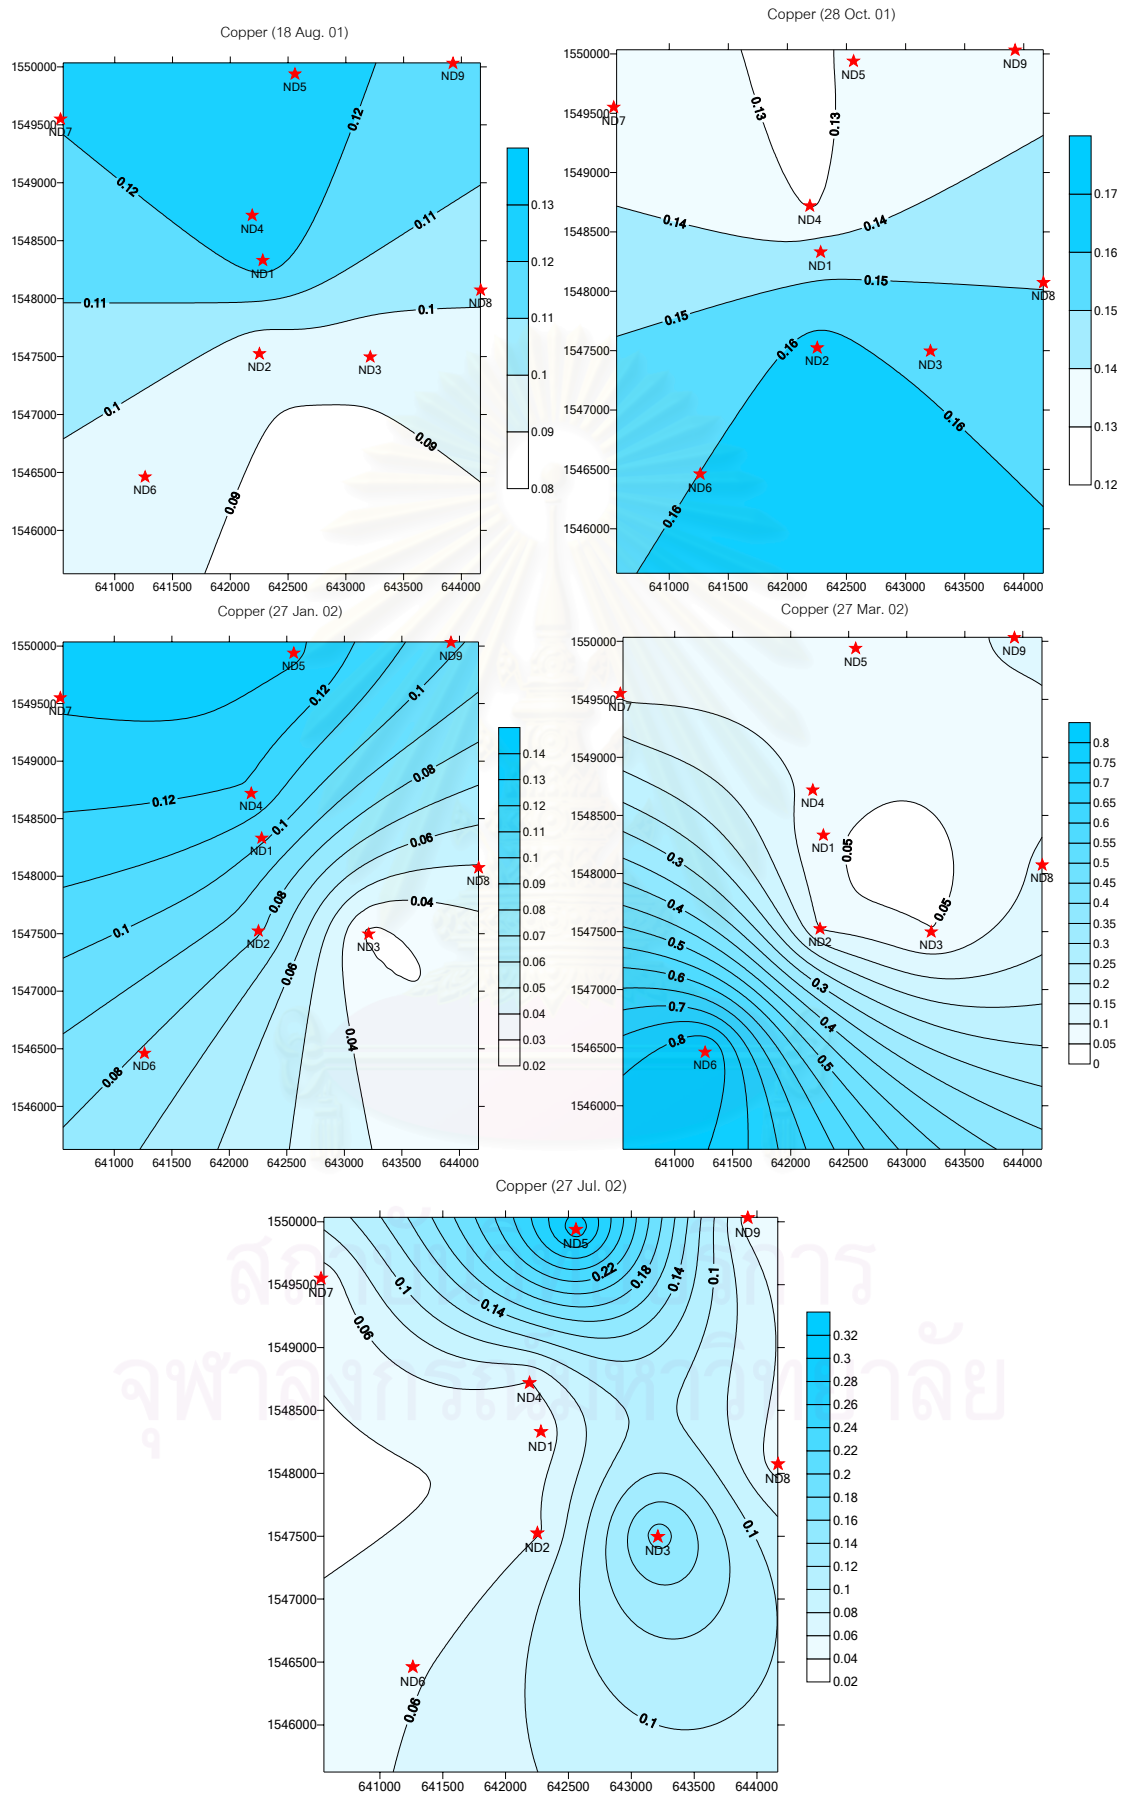 Copper (18 Aug. 01)
1550000
1549500
1549000
1548500
1548000
1547500
1547000
1546500
1546000
641000 641500 642000 642500 643000 643500 644000
ND5
ND9
ND7
ND4
ND1
ND8
ND2
ND3
ND6
0.12
0.12
0.11
0.11
0.1
0.1
0.09
0.09
0.13
0.12
0.11
0.1
0.09
0.08
Copper (28 Oct. 01)
1550000
1549500
1549000
1548500
1548000
1547500
1547000
1546500
1546000
641000 641500 642000 642500 643000 643500 644000
ND5
ND9
ND7
ND4
ND1
ND8
ND2
ND3
ND6
0.13
0.13
0.14
0.14
0.15
0.15
0.16
0.16
0.16
0.17
0.16
0.15
0.14
0.13
0.12
Copper (27 Jan. 02)
1550000
1549500
1549000
1548500
1548000
1547500
1547000
1546500
1546000
641000 641500 642000 642500 643000 643500 644000
ND5
ND9
ND7
ND4
ND1
ND8
ND2
ND3
ND6
0.12
0.1
0.12
0.08
0.1
0.06
0.08
0.04
0.1
0.06
0.04
0.08
0.14
0.13
0.12
0.11
0.1
0.09
0.08
0.07
0.06
0.05
0.04
0.03
0.02
Copper (27 Mar. 02)
1550000
1549500
1549000
1548500
1548000
1547500
1547000
1546500
1546000
641000 641500 642000 642500 643000 643500 644000
ND5
ND9
ND7
ND4
ND1
ND8
ND2
ND3
ND6
0.05
0.3
0.4
0.05
0.5
0.6
0.3
0.7
0.4
0.8
0.5
0.8
0.75
0.7
0.65
0.6
0.55
0.5
0.45
0.35
0.3
0.25
0.2
0.15
0.1
0.05
0
Copper (27 Jul. 02)
1550000
1549500
1549000
1548500
1548000
1547500
1547000
1546500
1546000
641000 641500 642000 642500 643000 643500 644000
ND5
ND9
ND7
ND4
ND1
ND8
ND2
ND3
ND6
0.22
0.18
0.14
0.1
0.1
0.14
0.06
0.1
0.06
0.1
0.32
0.3
0.28
0.26
0.24
0.22
0.2
0.18
0.16
0.14
0.12
0.1
0.08
0.06
0.04
0.02
จุฬาลงกรณ์มหาวิทยาลัย